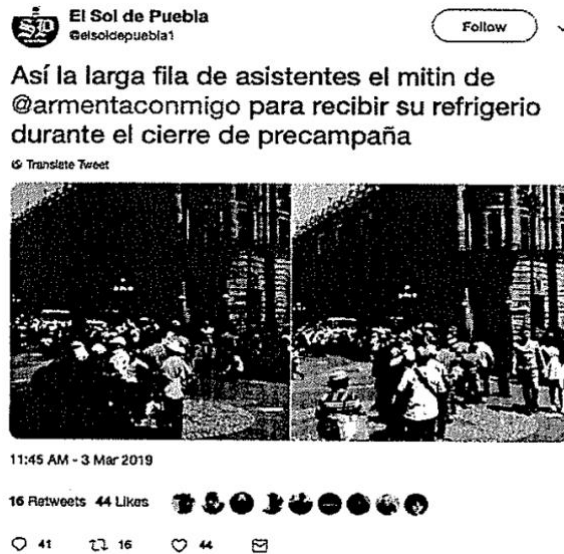 El Sol de Puebla
@elsoldepuebla1
Follow
Así la larga fila de asistentes el mitin de
@armentaconmigo para recibir su refrigerio
durante el cierre de precampaña
Translate Tweet
11:45 AM - 3 Mar 2019
16 Retweets 44 Likes
41 16 44